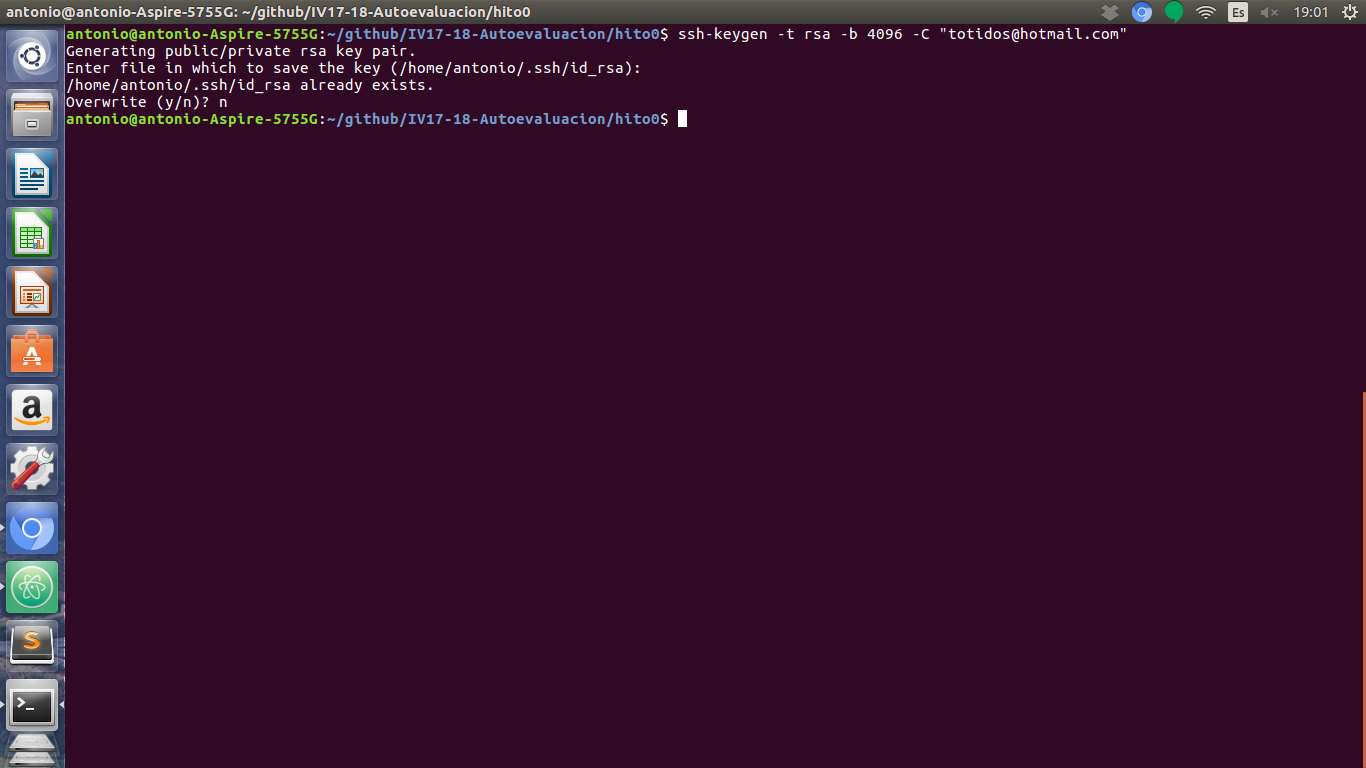 antonio@antonio-Aspire-5755G: ~/github/IV17-18-Autoevaluacion/hito0
Es
19:01
antonio@antonio-Aspire-5755G:~/github/IV17-18-Autoevaluacion/hito0$ ssh-keygen -t rsa -b 4096 -C "totidos@hotmail.com"
Generating public/private rsa key pair.
Enter file in which to save the key (/home/antonio/.ssh/id_rsa):
/home/antonio/.ssh/id_rsa already exists.
Overwrite (y/n)? n
antonio@antonio-Aspire-5755G:~/github/IV17-18-Autoevaluacion/hito0$